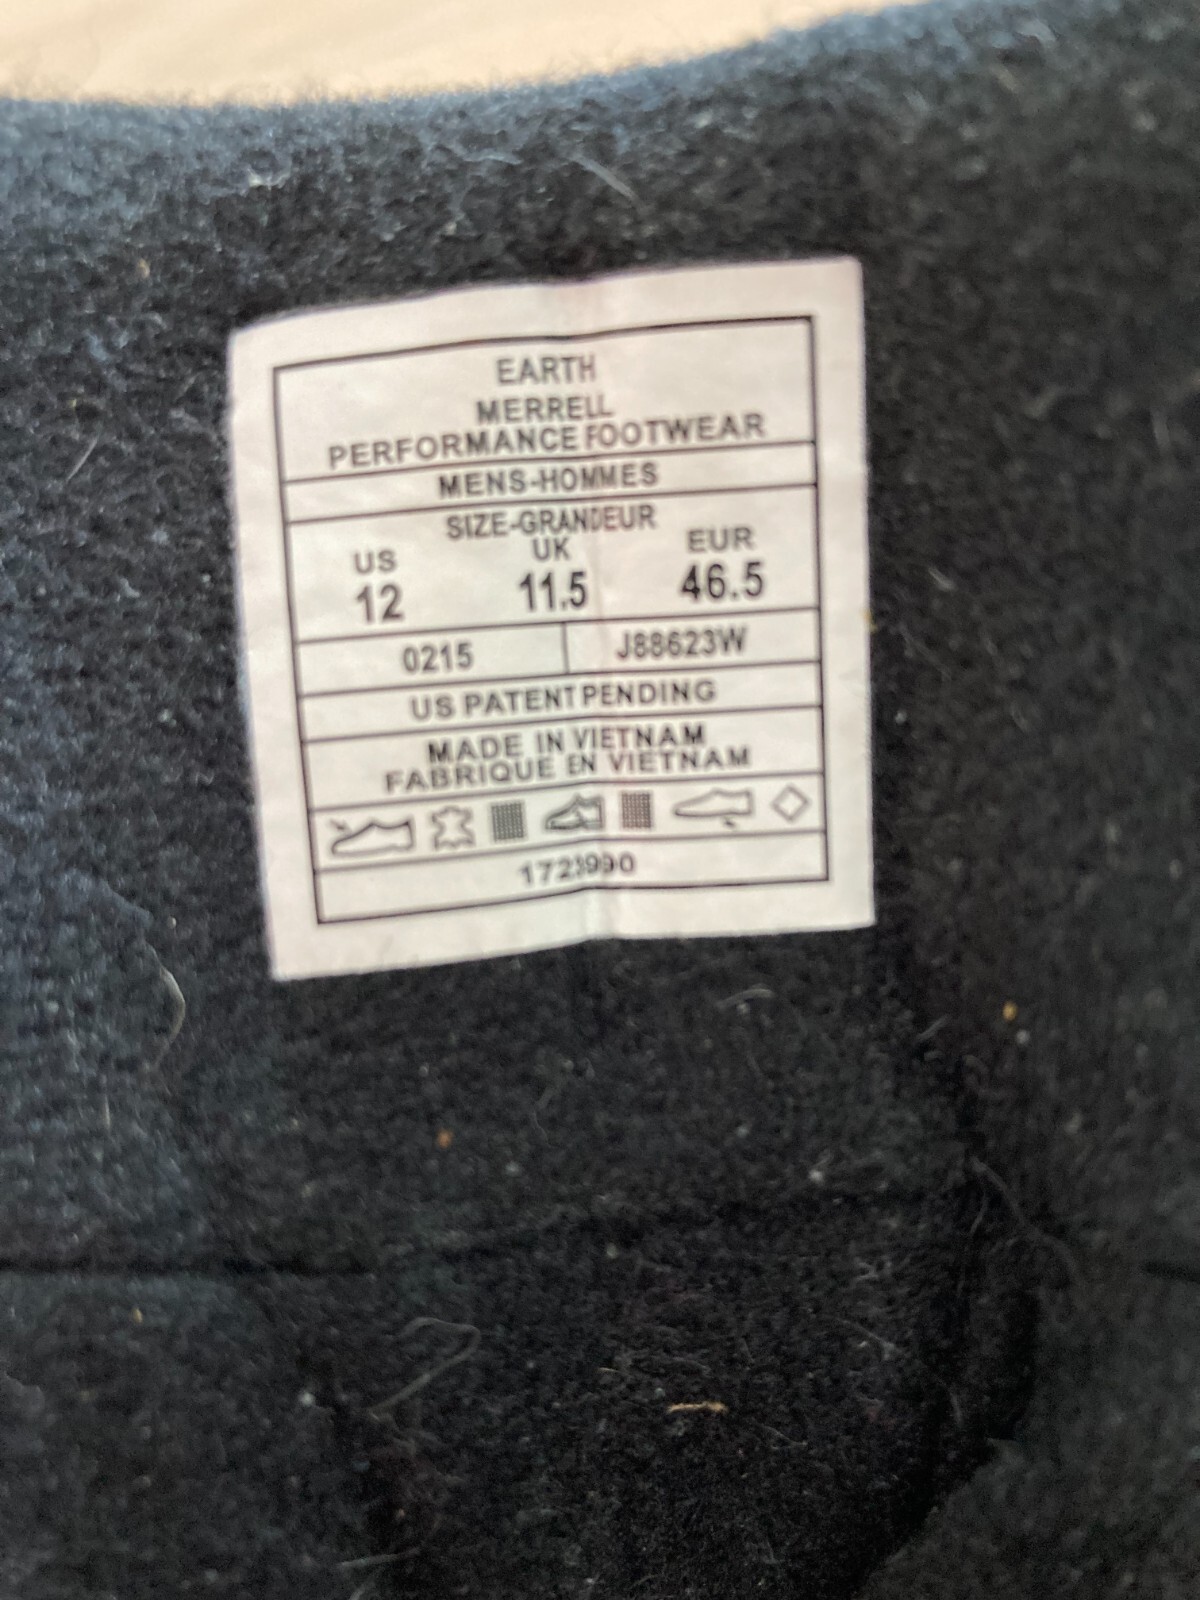 EARTH
MERRELL
PERFORMANCE FOOTWEAR
MENS-HOMMES
SIZE-GRANDEUR
US UK EUR
12 11.5 46.5
0215 J88623W
US PATENT PENDING
MADE IN VIETNAM
FABRIQUE EN VIETNAM
1723990